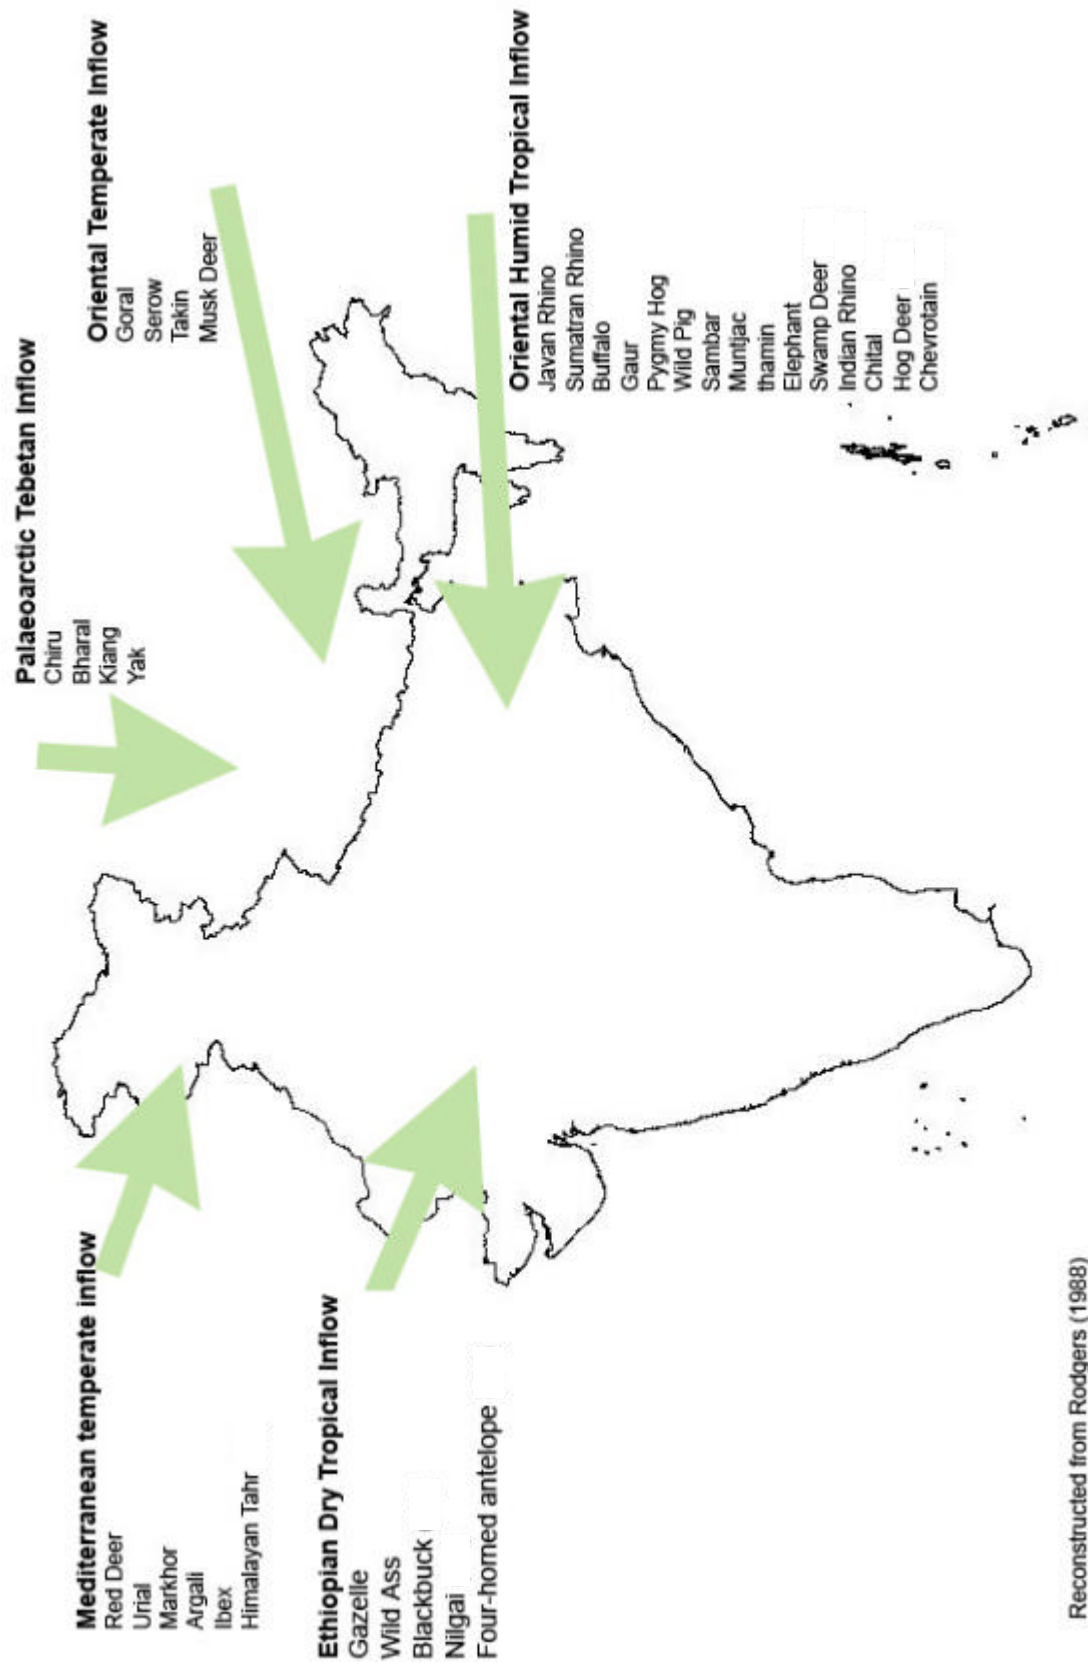 Palaeoarctic Tebetan Inflow
Chiru
Bharal
Kiang
Yak
Oriental Temperate Inflow
Goral
Serow
Takin
Musk Deer
Mediterranean temperate inflow
Red Deer
Urial
Markhor
Argali
Ibex
Himalayan Tahr
Ethiopian Dry Tropical Inflow
Gazelle
Wild Ass
Blackbuck
Nilgai
Four-horned antelope
Oriental Humid Tropical Inflow
Javan Rhino
Sumatran Rhino
Buffalo
Gaur
Pygmy Hog
Wild Pig
Sambar
Muntjac
thamin
Elephant
Swamp Deer
Indian Rhino
Chital
Hog Deer
Chevrotain
Reconstructed from Rodgers (1988)